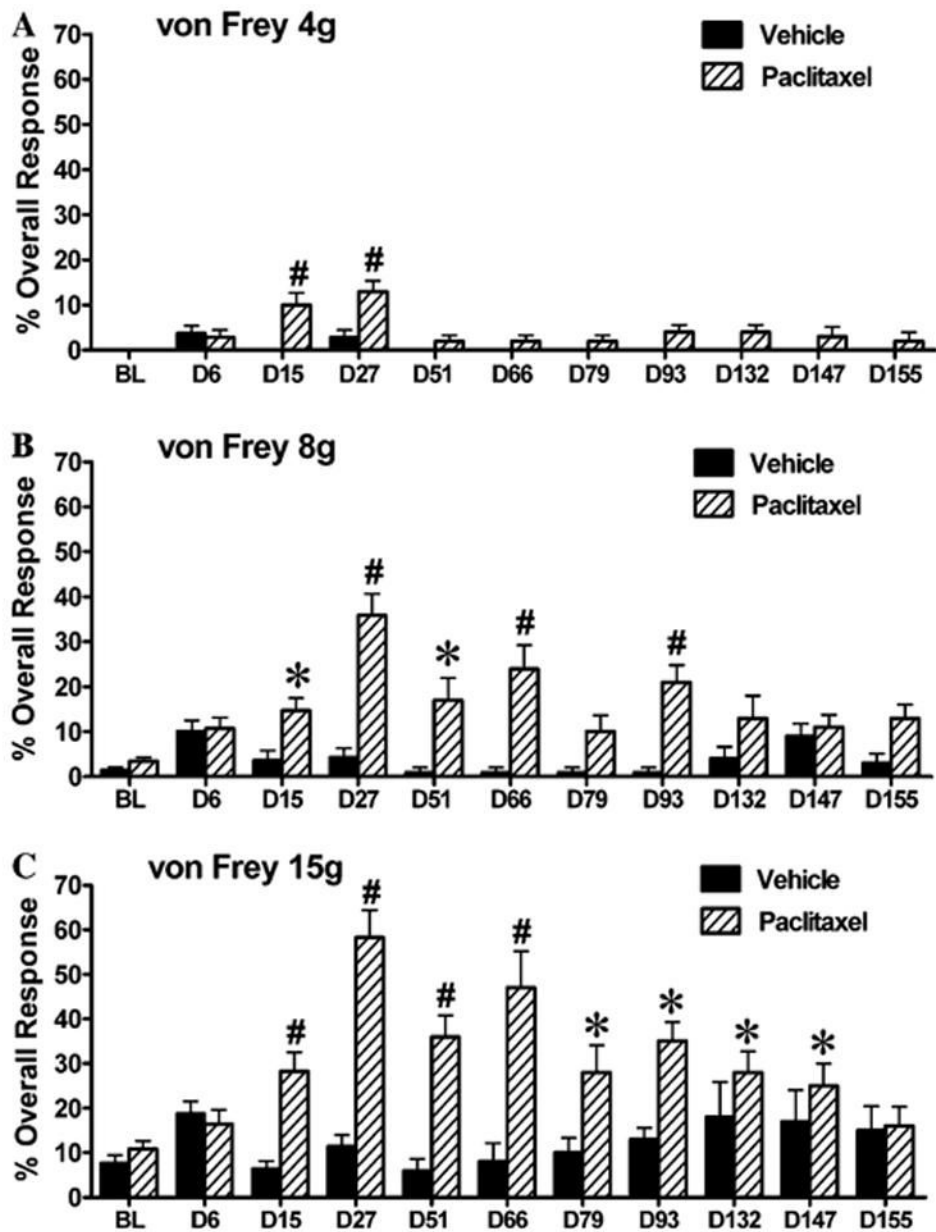 A
von Frey 4g
Vehicle
Paclitaxel
% Overall Response
70
60
50
40
30
20
10
0
# #
BL D6 D15 D27 D51 D66 D79 D93 D132 D147 D155
B
von Frey 8g
Vehicle
Paclitaxel
% Overall Response
70
60
50
40
30
20
10
0
* # * # #
BL D6 D15 D27 D51 D66 D79 D93 D132 D147 D155
C
von Frey 15g
Vehicle
Paclitaxel
% Overall Response
70
60
50
40
30
20
10
0
# # # # * * * *
BL D6 D15 D27 D51 D66 D79 D93 D132 D147 D155